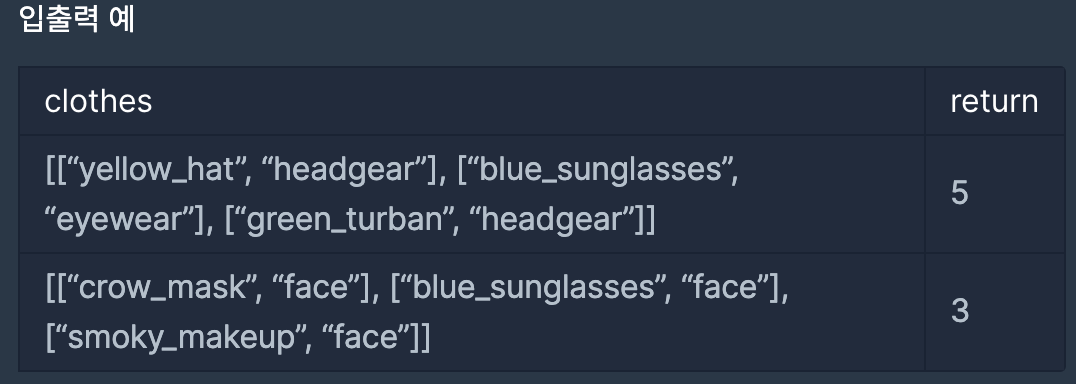 입출력 예
clothes
return
[[“yellow_hat”, “headgear”], [“blue_sunglasses”,
“eyewear”], [“green_turban”, “headgear”]]
5
[[“crow_mask”, “face”], [“blue_sunglasses”, “face”],
[“smoky_makeup”, “face”]]
3